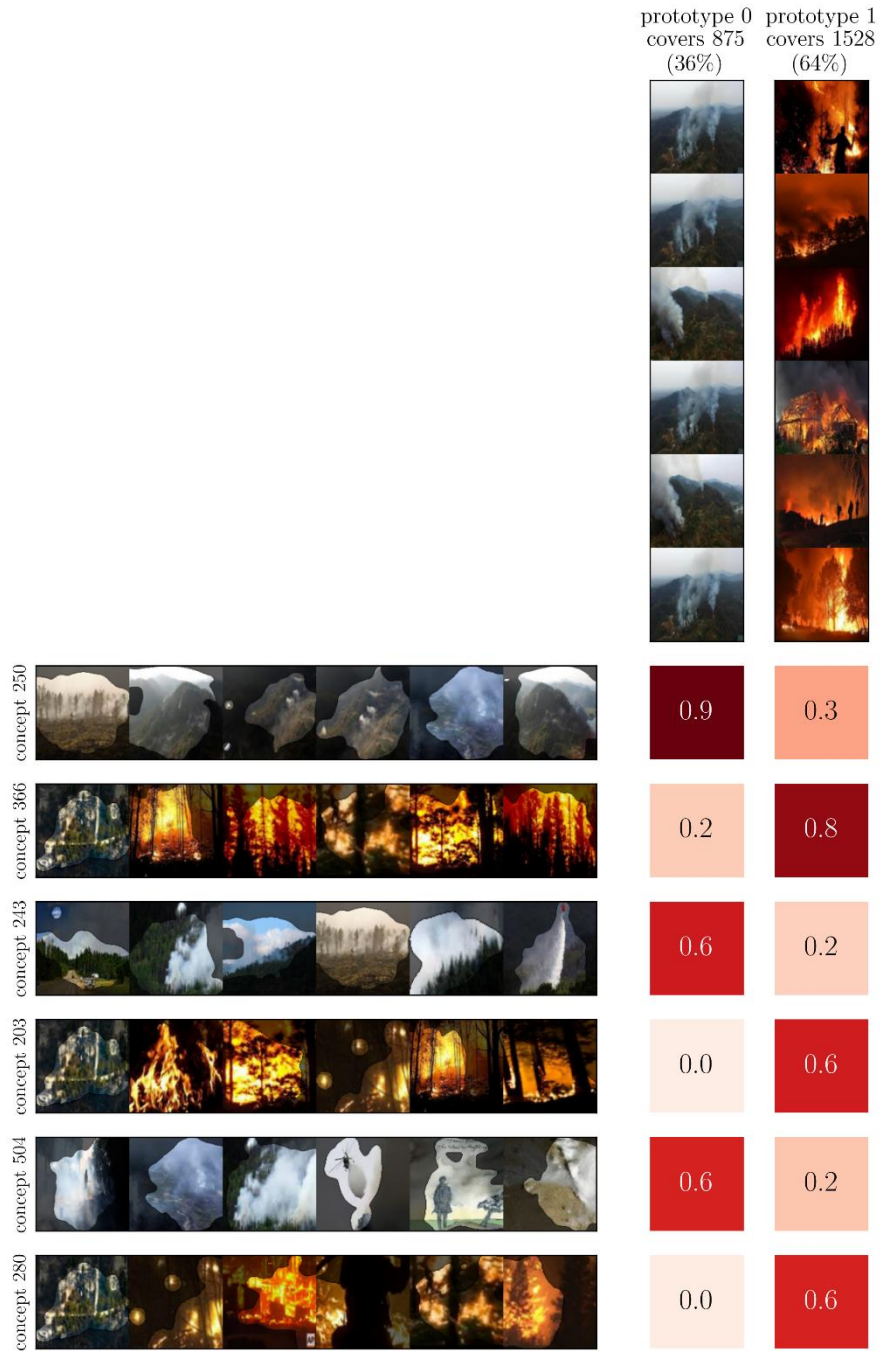 prototype 0
covers 875
(36%)
prototype 1
covers 1528
(64%)
concept 250
0.9
0.3
concept 366
0.2
0.8
concept 243
0.6
0.2
concept 203
0.0
0.6
concept 504
0.6
0.2
concept 280
0.0
0.6